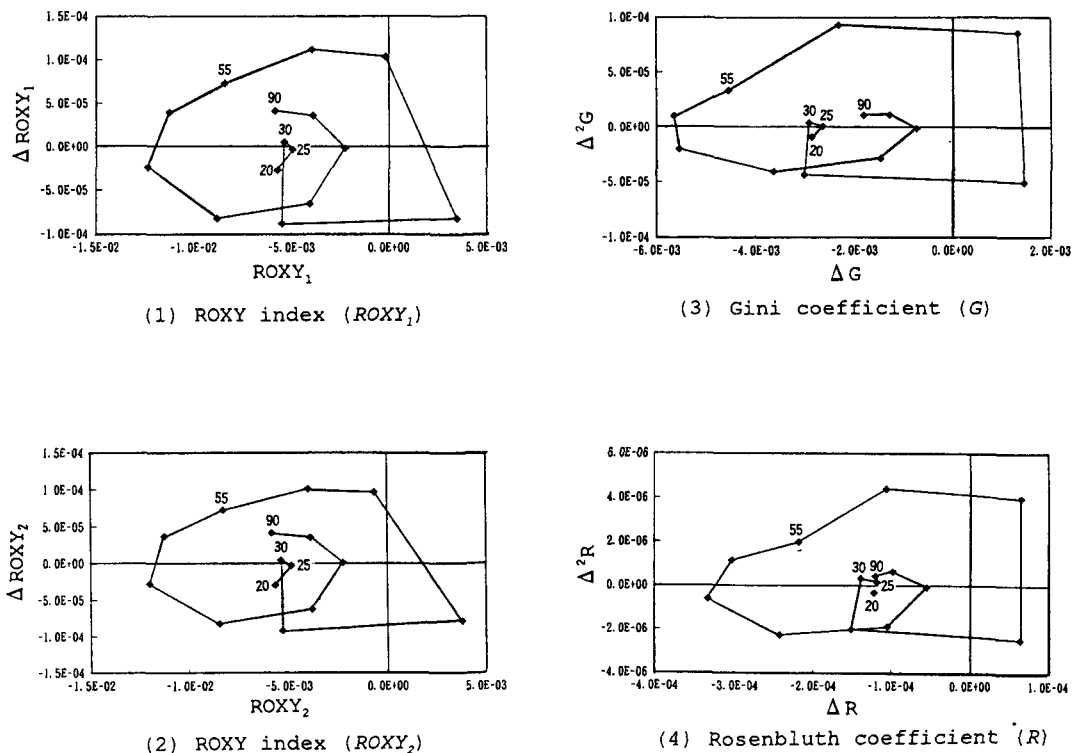 1.5E-04
1.0E-04
5.0E-05
0.0E+00
-5.0E-05
-1.0E-04
ΔROXY₁
55
90
30
25
20
-1.5E-02 -1.0E-02 -5.0E-03 0.0E+00 5.0E-03
ROXY₁
(1) ROXY index (ROXY₁)
1.0E-04
5.0E-05
0.0E+00
-5.0E-05
-1.0E-04
Δ²G
55
30
25
90
20
-6.0E-03 -4.0E-03 -2.0E-03 0.0E+00 2.0E-03
ΔG
(3) Gini coefficient (G)
1.5E-04
1.0E-04
5.0E-05
0.0E+00
-5.0E-05
-1.0E-04
-1.5E-04
ΔROXY₂
55
90
30
25
20
-1.5E-02 -1.0E-02 -5.0E-03 0.0E+00 5.0E-03
ROXY₂
(2) ROXY index (ROXY₂)
6.0E-06
4.0E-06
2.0E-06
0.0E+00
-2.0E-06
-4.0E-06
Δ²R
55
30
90
25
20
-4.0E-04 -2.0E-04 -1.0E-04 0.0E+00 1.0E-04
ΔR
(4) Rosenbluth coefficient (R)